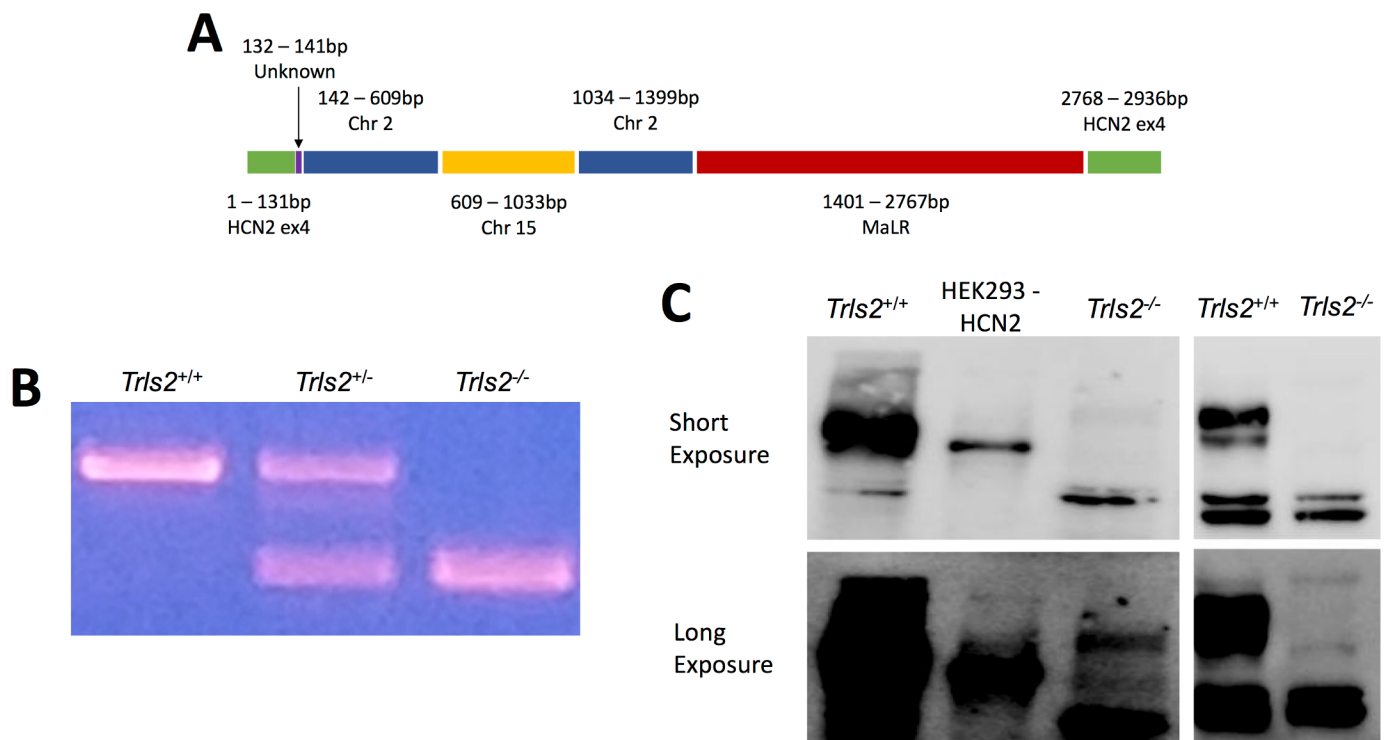 A
132 – 141bp
Unknown
142 – 609bp
Chr 2
1034 – 1399bp
Chr 2
2768 – 2936bp
HCN2 ex4
1 – 131bp
HCN2 ex4
609 – 1033bp
Chr 15
1401 – 2767bp
MaLR
B
Trls2+/+
Trls2+/-
Trls2-/-
C
Trls2+/+
HEK293 -
HCN2
Trls2-/-
Trls2+/+
Trls2-/-
Short
Exposure
Long
Exposure